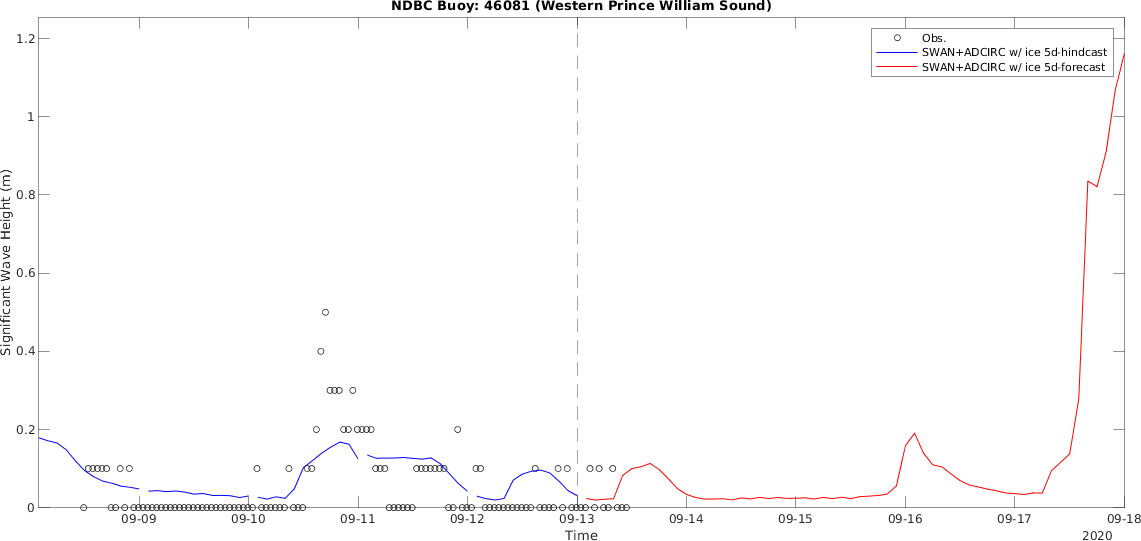 NDBC Buoy: 46081 (Western Prince William Sound)
Obs.
SWAN+ADCIRC w/ ice 5d-hindcast
SWAN+ADCIRC w/ ice 5d-forecast
Significant Wave Height (m)
1.2
1
0.8
0.6
0.4
0.2
0
09-09 09-10 09-11 09-12 09-13 09-14 09-15 09-16 09-17 09-18
Time
2020